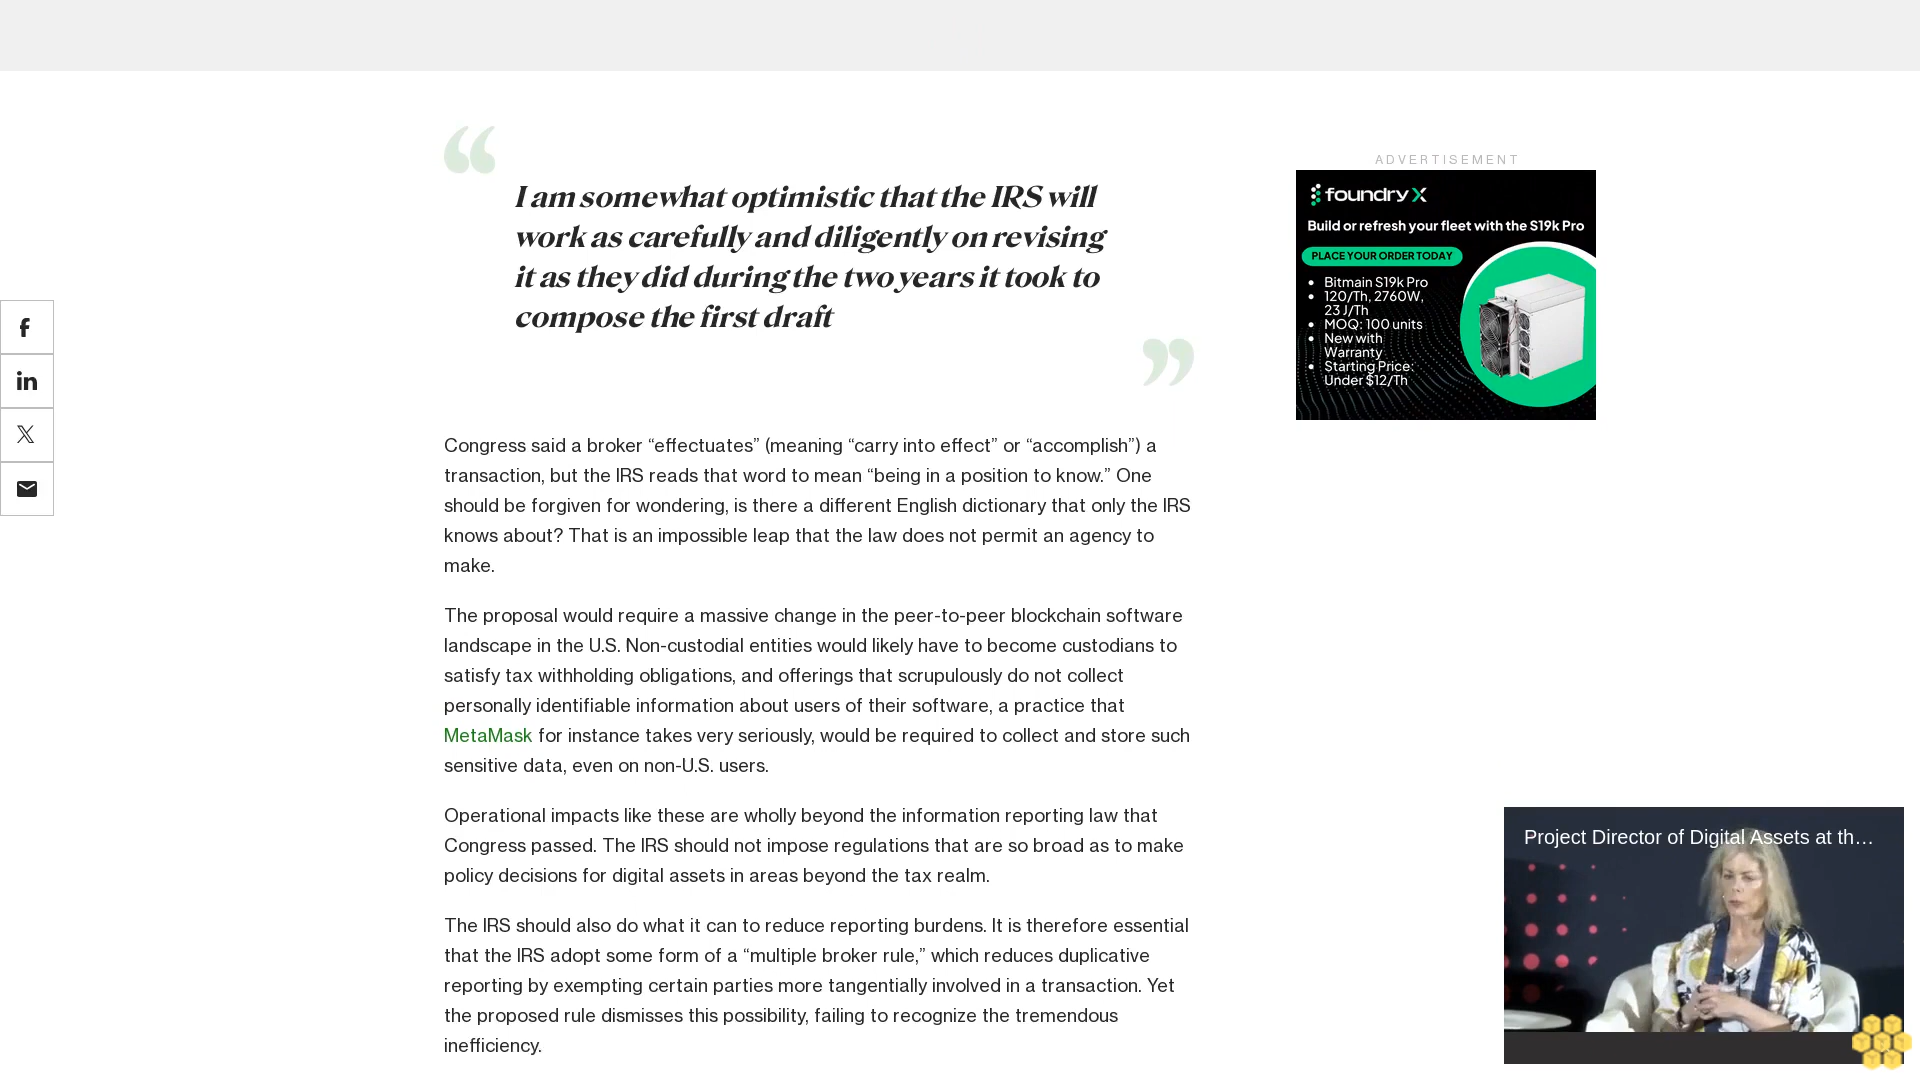 ADVERTISEMENT
foundry X
Build or refresh your fleet with the S19k Pro
PLACE YOUR ORDER TODAY
• Bitmain S19k Pro
• 120/Th, 2760W,
23 J/Th
• MOQ: 100 units
• New with
Warranty
• Starting Price:
Under $12/Th
“
I am somewhat optimistic that the IRS will
work as carefully and diligently on revising
it as they did during the two years it took to
compose the first draft
”
Congress said a broker “effectuates” (meaning “carry into effect” or “accomplish”) a
transaction, but the IRS reads that word to mean “being in a position to know.” One
should be forgiven for wondering, is there a different English dictionary that only the IRS
knows about? That is an impossible leap that the law does not permit an agency to
make.
The proposal would require a massive change in the peer-to-peer blockchain software
landscape in the U.S. Non-custodial entities would likely have to become custodians to
satisfy tax withholding obligations, and offerings that scrupulously do not collect
personally identifiable information about users of their software, a practice that
MetaMask for instance takes very seriously, would be required to collect and store such
sensitive data, even on non-U.S. users.
Operational impacts like these are wholly beyond the information reporting law that
Congress passed. The IRS should not impose regulations that are so broad as to make
policy decisions for digital assets in areas beyond the tax realm.
The IRS should also do what it can to reduce reporting burdens. It is therefore essential
that the IRS adopt some form of a “multiple broker rule,” which reduces duplicative
reporting by exempting certain parties more tangentially involved in a transaction. Yet
the proposed rule dismisses this possibility, failing to recognize the tremendous
inefficiency.
Project Director of Digital Assets at th…